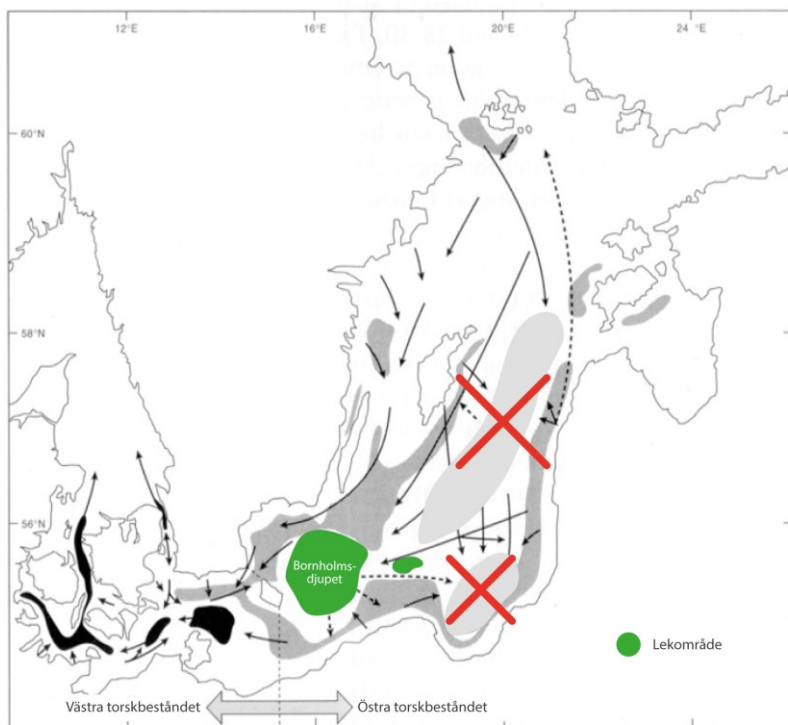 12°E
16°E
20°E
24 °E
60°N
58°N
56°N
Bornholms-
djupet
Lekområde
Västra torskbeståndet
Östra torskbeståndet